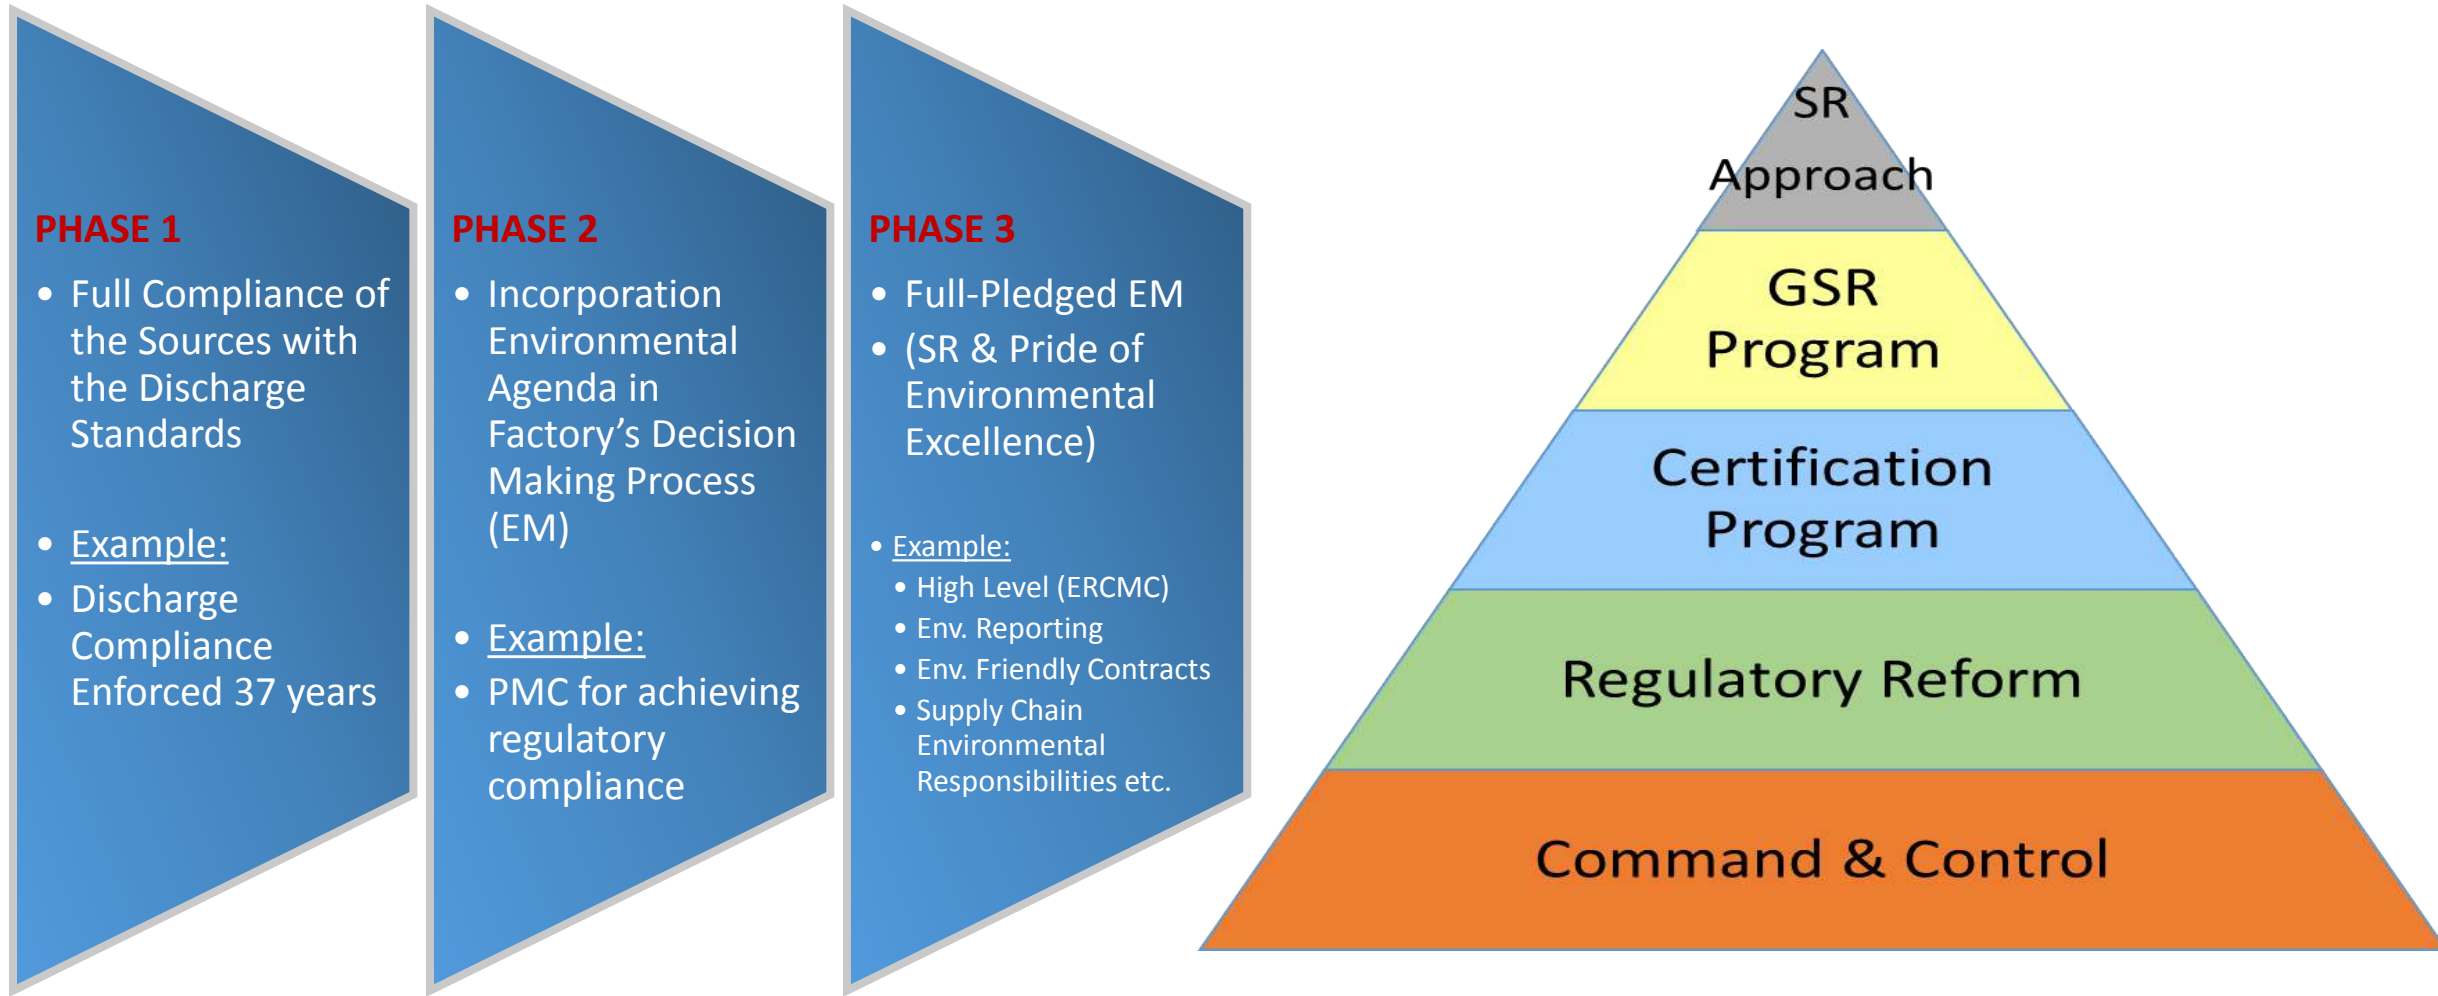 PHASE 1
• Full Compliance of
the Sources with
the Discharge
Standards
• Example:
• Discharge
Compliance
Enforced 37 years
PHASE 2
• Incorporation
Environmental
Agenda in
Factory’s Decision
Making Process
(EM)
• Example:
• PMC for achieving
regulatory
compliance
PHASE 3
• Full-Pledged EM
• (SR & Pride of
Environmental
Excellence)
• Example:
• High Level (ERCMC)
• Env. Reporting
• Env. Friendly Contracts
• Supply Chain
Environmental
Responsibilities etc.
SR
Approach
GSR
Program
Certification
Program
Regulatory Reform
Command & Control